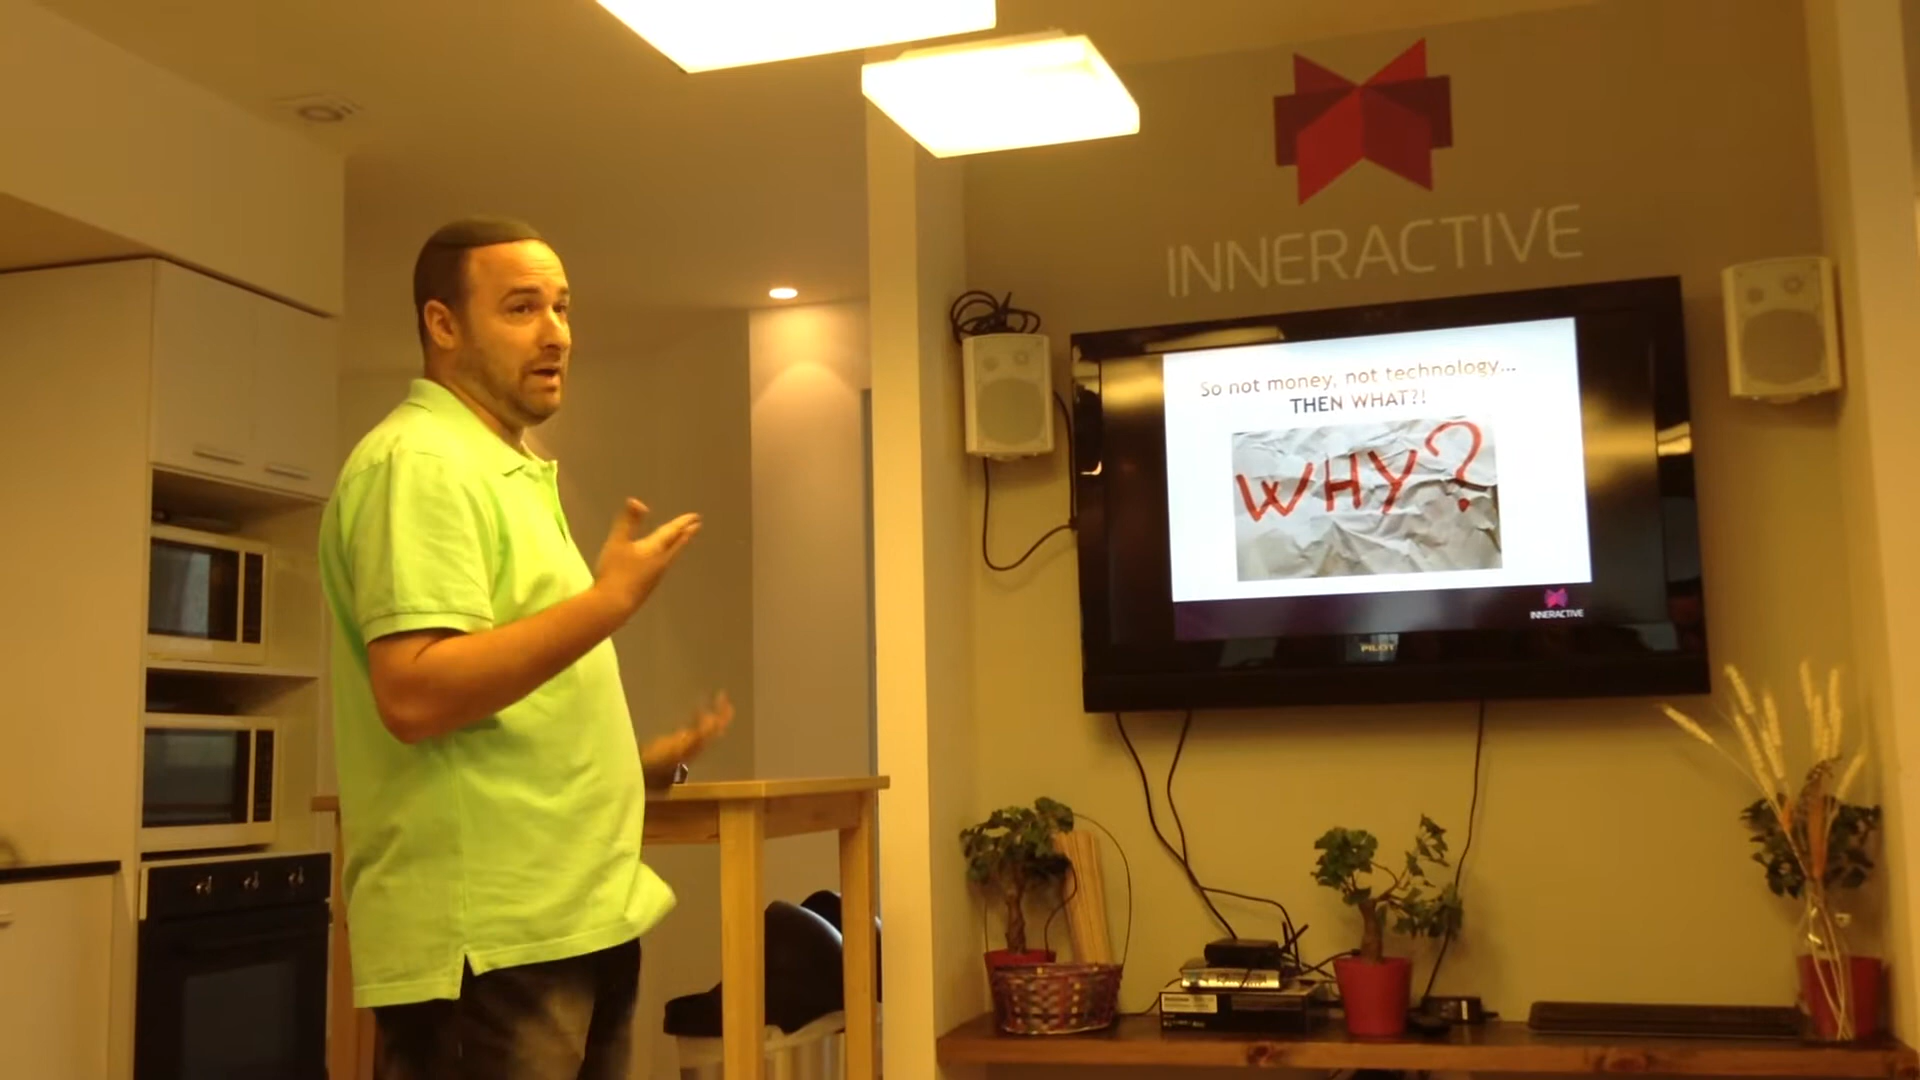 INNERACTIVE
So not money, not technology...
THEN WHAT?!
WHY?
INNERACTIVE
PILOT